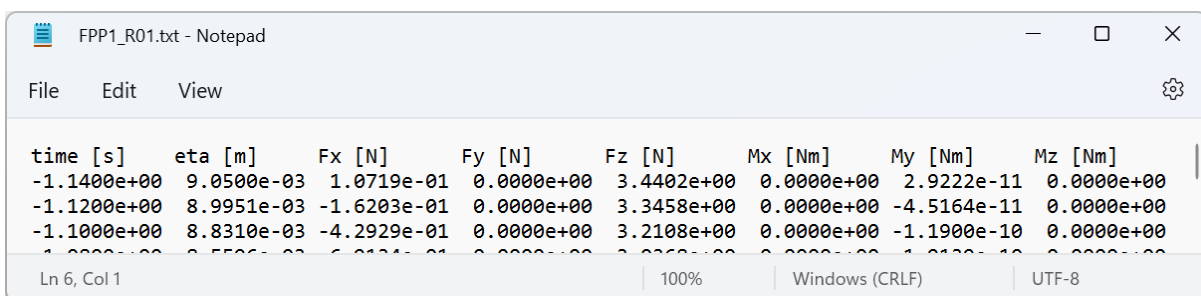 FPP1_R01.txt - Notepad
File Edit View
time [s] eta [m] Fx [N] Fy [N] Fz [N] Mx [Nm] My [Nm] Mz [Nm]
-1.1400e+00 9.0500e-03 1.0719e-01 0.0000e+00 3.4402e+00 0.0000e+00 2.9222e-11 0.0000e+00
-1.1200e+00 8.9951e-03 -1.6203e-01 0.0000e+00 3.3458e+00 0.0000e+00 -4.5164e-11 0.0000e+00
-1.1000e+00 8.8310e-03 -4.2929e-01 0.0000e+00 3.2108e+00 0.0000e+00 -1.1900e-10 0.0000e+00
Ln 6, Col 1 100% Windows (CRLF) UTF-8